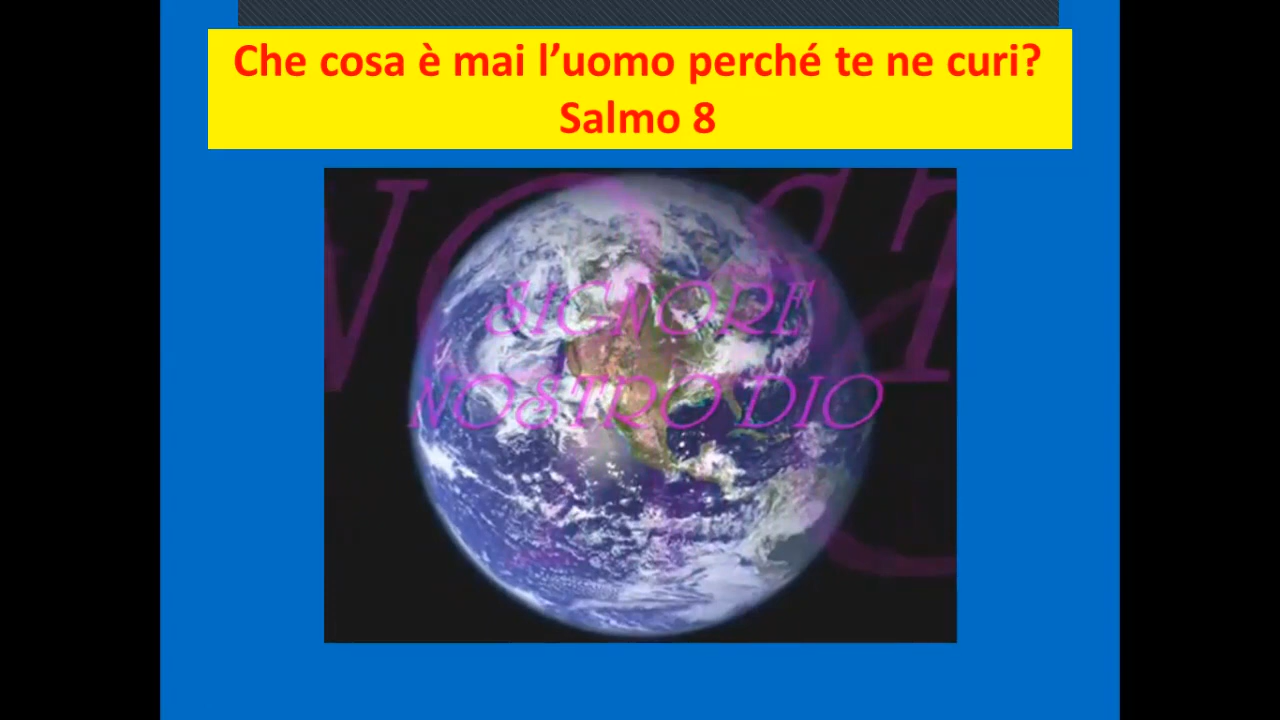 Che cosa è mai l’uomo perché te ne curi?
Salmo 8
SIGNORE
NOSTRO DIO